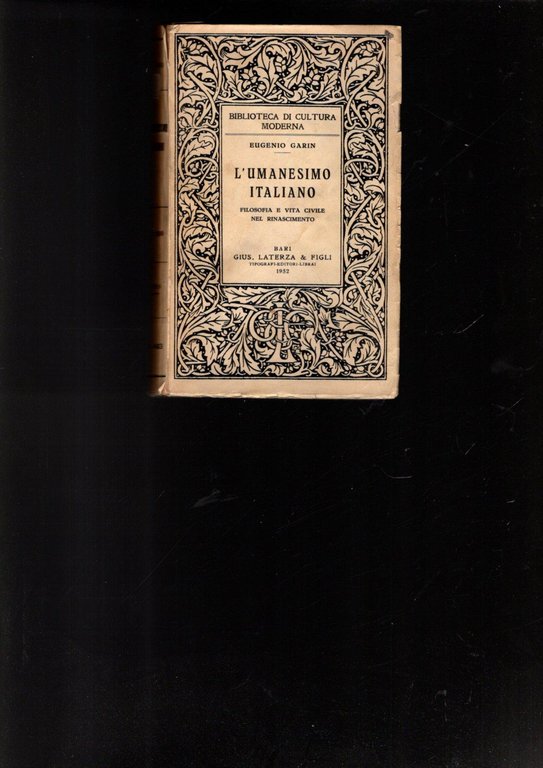 BIBLIOTECA DI CULTURA
MODERNA
EUGENIO GARIN
L'UMANESIMO
ITALIANO
FILOSOFIA E VITA CIVILE
NEL RINASCIMENTO
BARI
GIUS. LATERZA & FIGLI
TIPOGRAFI-EDITORI-LIBRAI
1952